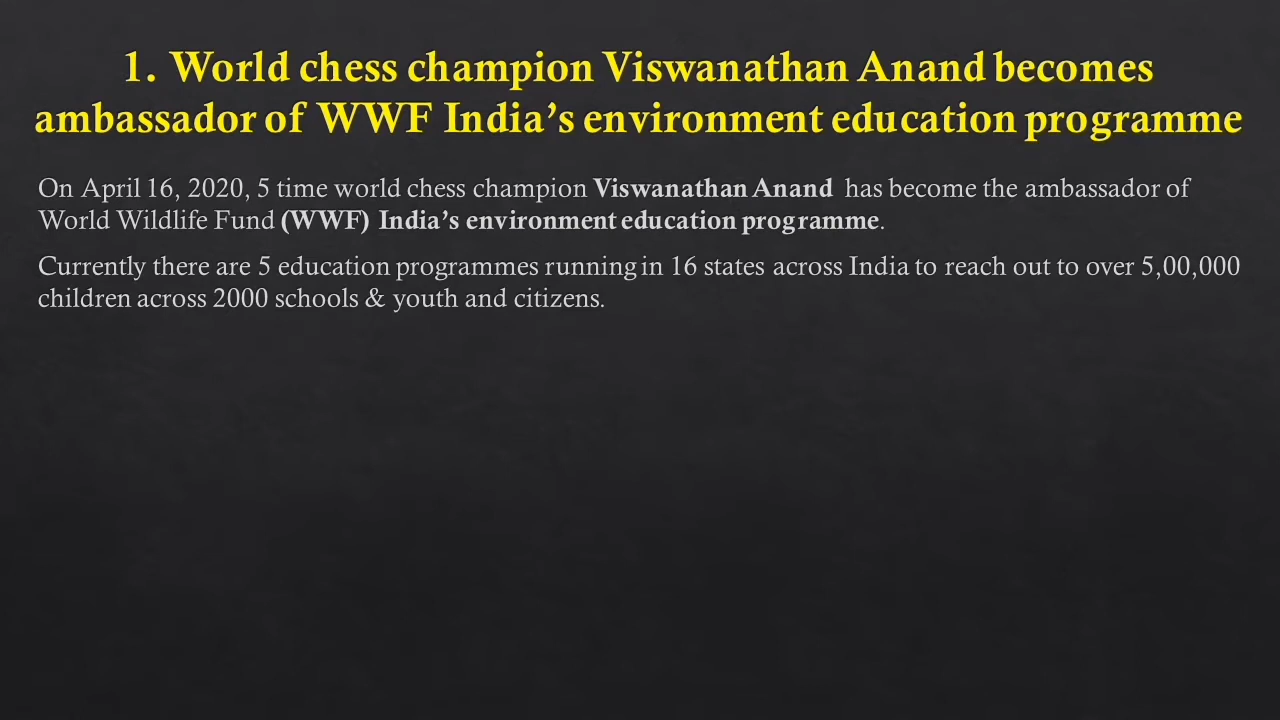 1. World chess champion Viswanathan Anand becomes
ambassador of WWF India’s environment education programme
On April 16, 2020, 5 time world chess champion Viswanathan Anand has become the ambassador of
World Wildlife Fund (WWF) India’s environment education programme.
Currently there are 5 education programmes running in 16 states across India to reach out to over 5,00,000
children across 2000 schools & youth and citizens.